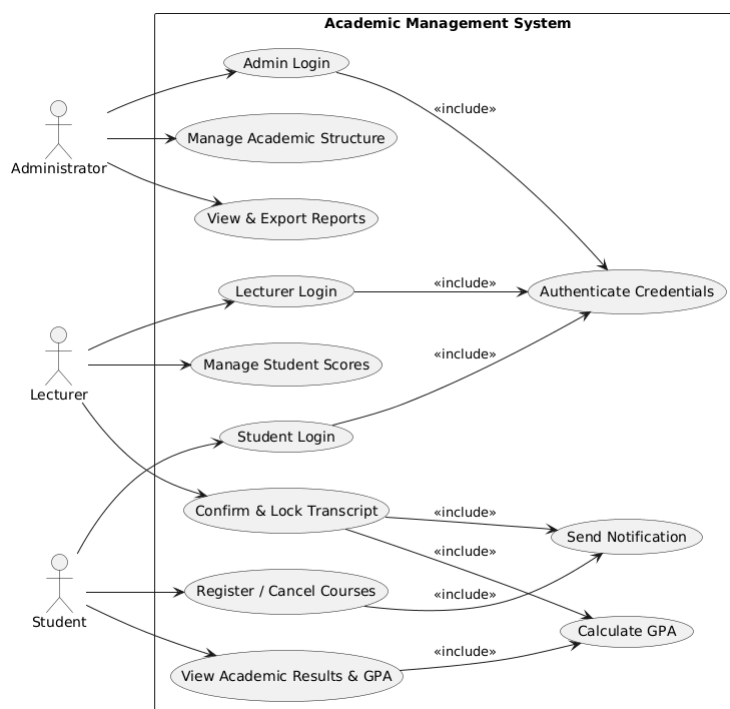 Academic Management System
Admin Login
«include»
Administrator
Manage Academic Structure
View & Export Reports
Lecturer Login
«include»
Authenticate Credentials
Lecturer
Manage Student Scores
«include»
Student Login
Confirm & Lock Transcript
«include»
Send Notification
«include»
Student
Register / Cancel Courses
«include»
Calculate GPA
«include»
View Academic Results & GPA